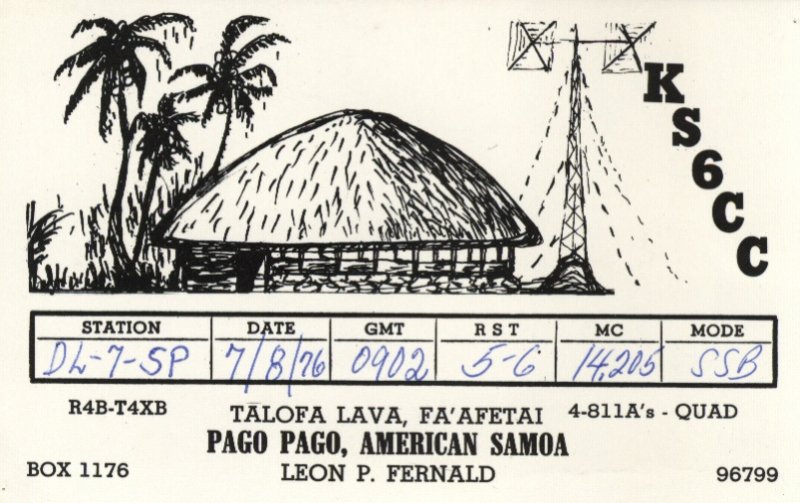 KS6CC
STATION DATE GMT RST MC MODE
DL-7-SP 7/8/76 0902 5-6 14,205 SSB
R4B-T4XB TALOFA LAVA, FA'AFETAI 4-811A's - QUAD
PAGO PAGO, AMERICAN SAMOA
BOX 1176 LEON P. FERNALD 96799